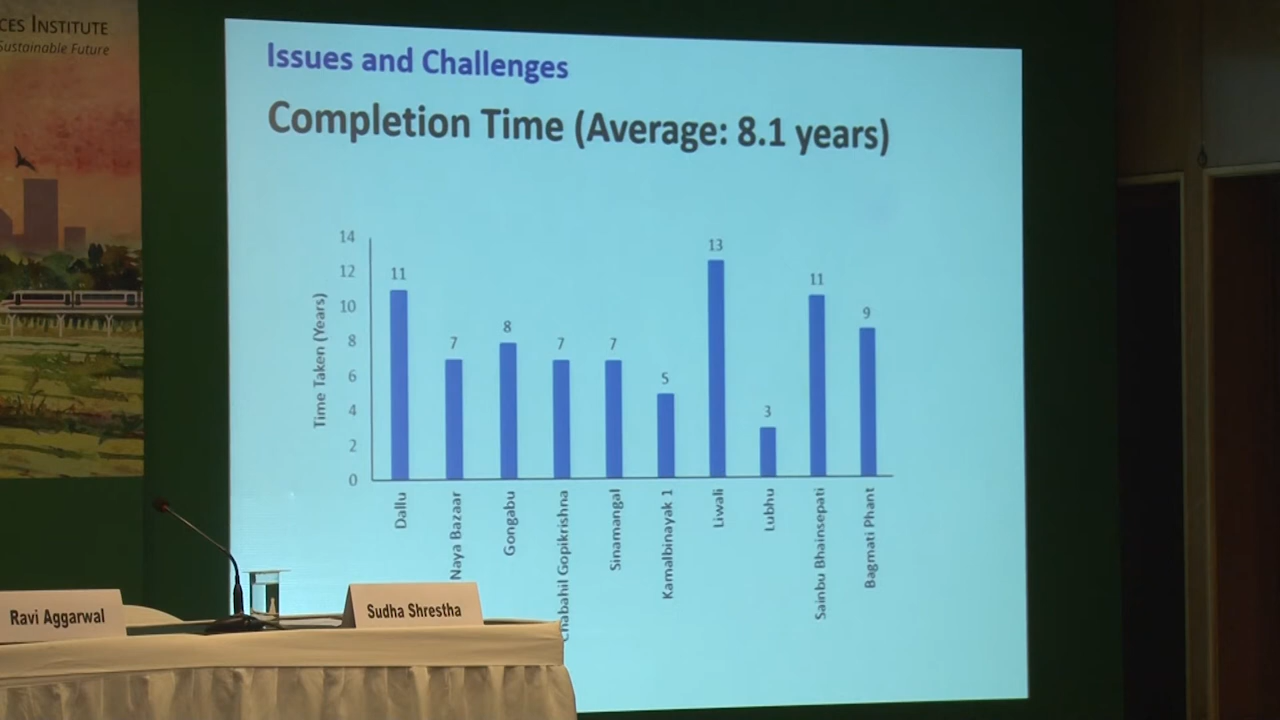 CES INSTITUTE
Sustainable Future
Issues and Challenges
Completion Time (Average: 8.1 years)
Time Taken (Years)
14
12
10
8
6
4
2
0
11
7
8
7
7
5
13
3
11
9
Dallu
Naya Bazaar
Gongabu
Chabahil Gopikrishna
Sinamangal
Kamalbinayak 1
Liwali
Lubhu
Sainbu Bhainsepati
Bagmati Phant
Ravi Aggarwal
Sudha Shrestha